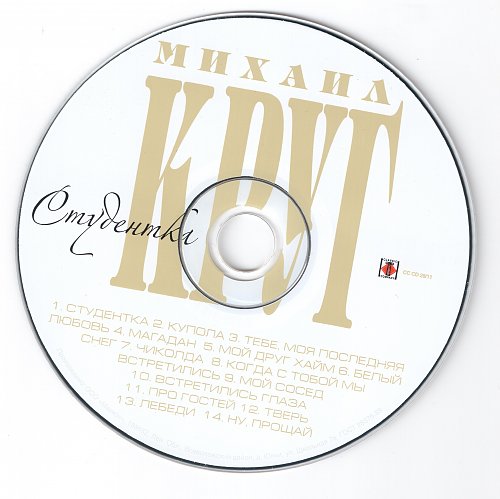 МИХАИЛ
КРУГ
Студентка
1. СТУДЕНТКА 2. КУПОЛА 3. ТЕБЕ, МОЯ ПОСЛЕДНЯЯ
ЛЮБОВЬ 4. МАГАДАН 5. МОЙ ДРУГ ХАЙМ 6. БЕЛЫЙ
СНЕГ 7. ЧИКОЛДА 8. КОГДА С ТОБОЙ МЫ
ВСТРЕТИЛИСЬ 9. МОЙ СОСЕД
10. ВСТРЕТИЛИСЬ ГЛАЗА
11. ПРО ГОСТЕЙ 12. ТВЕРЬ
13. ЛЕБЕДИ 14. НУ, ПРОЩАЙ